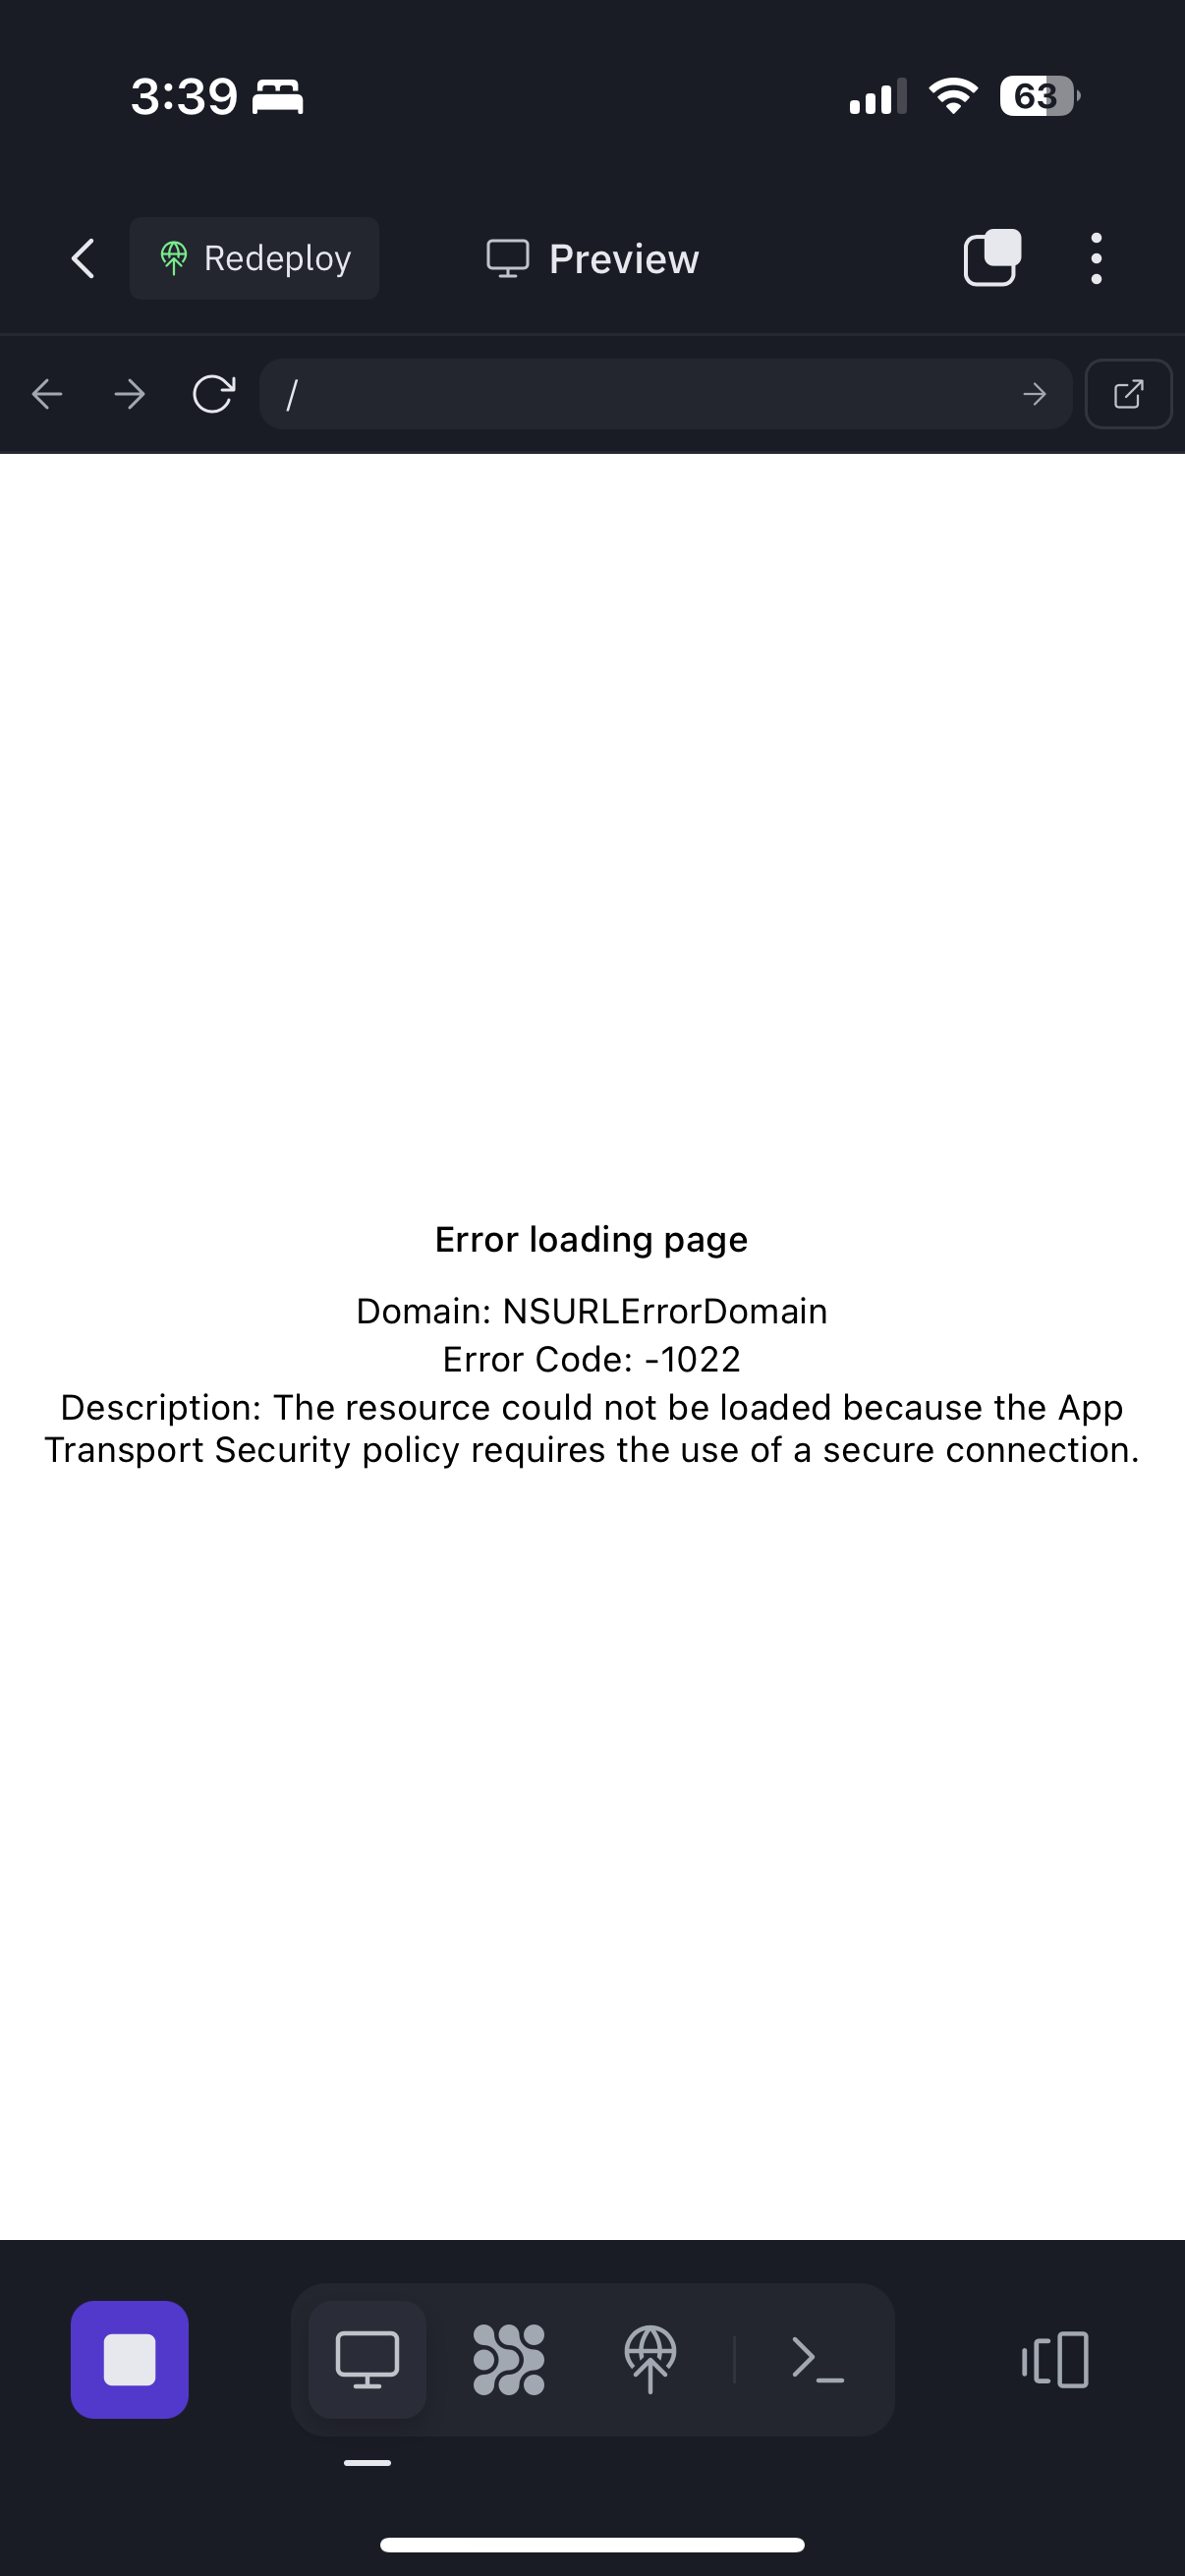 3:39
63
Redeploy
Preview
/
Error loading page
Domain: NSURLErrorDomain
Error Code: -1022
Description: The resource could not be loaded because the App
Transport Security policy requires the use of a secure connection.